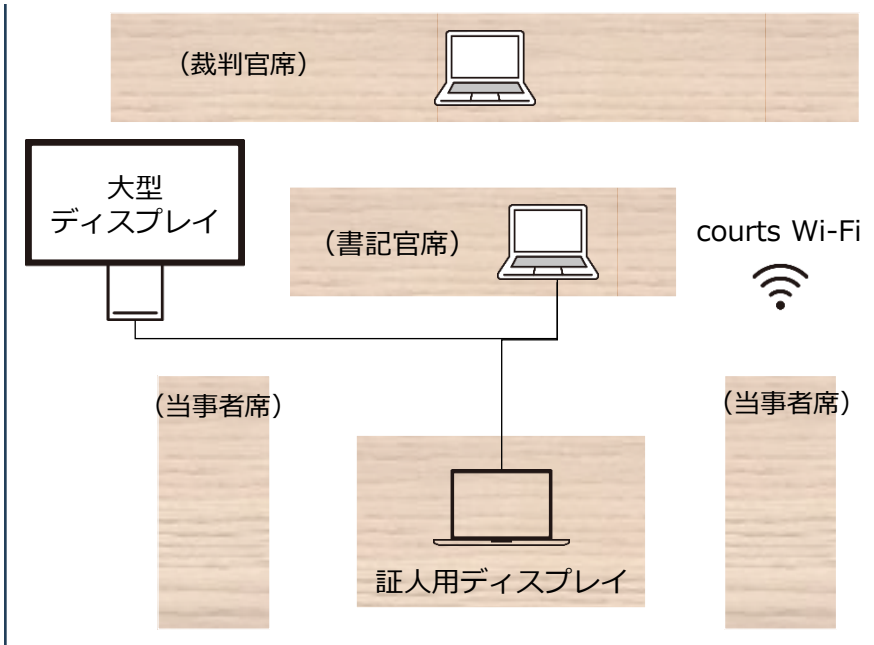 （裁判官席）
大型
ディスプレイ
（書記官席）
courts Wi-Fi
（当事者席）
（当事者席）
証人用ディスプレイ